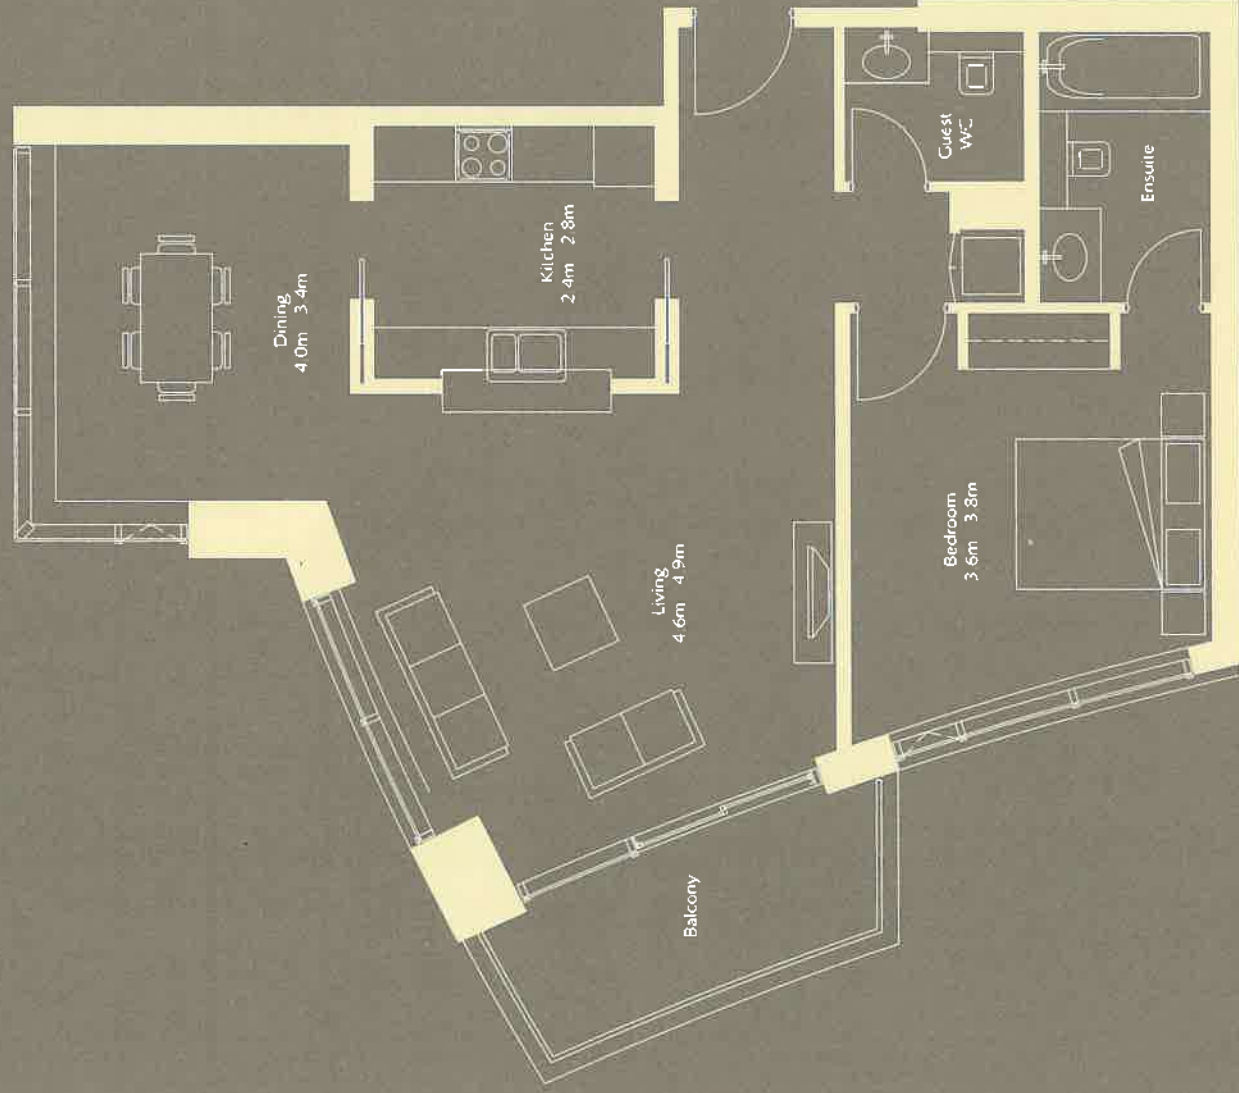 Dining
4.0m 3.4m
Kitchen
2.4m 2.8m
Living
4.6m 4.9m
Balcony
Guest
WC
Ensuite
Bedroom
3.6m 3.8m